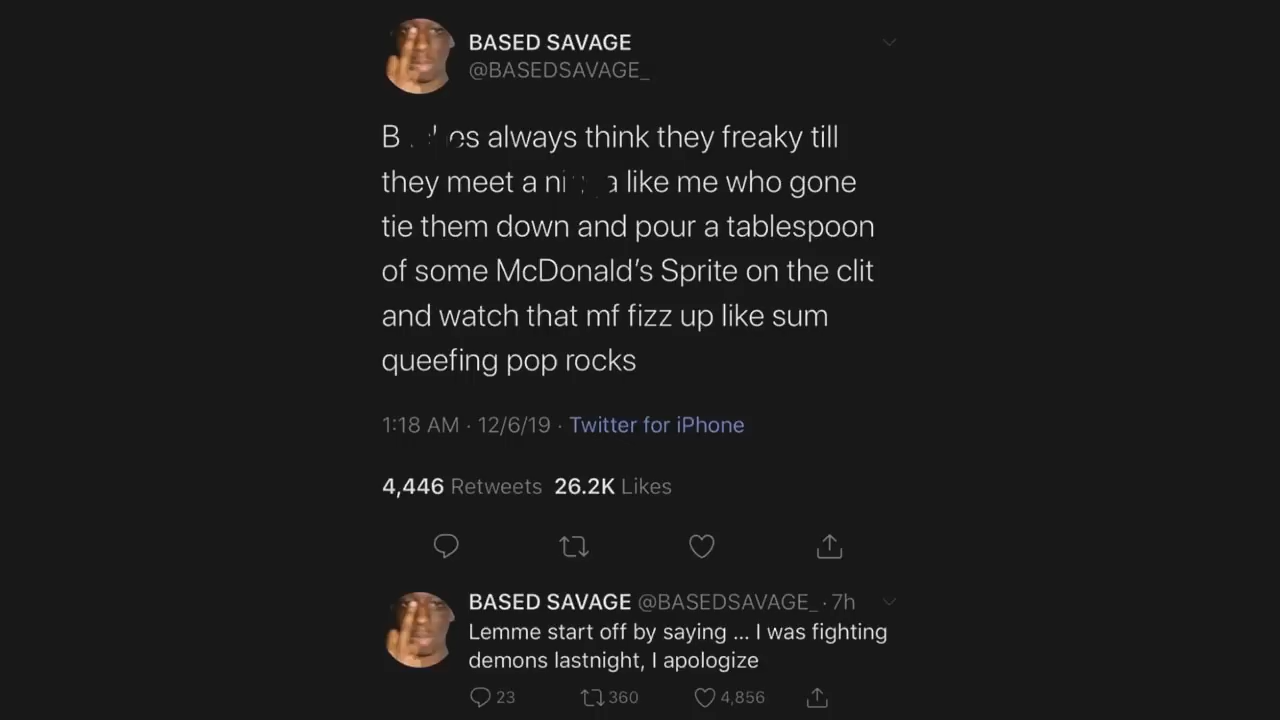 BASED SAVAGE
@BASEDSAVAGE_
always think they freaky till
they meet a like me who gone
tie them down and pour a tablespoon
of some McDonald's Sprite on the clit
and watch that mf fizz up like sum
queefing pop rocks
1:18 AM · 12/6/19 · Twitter for iPhone
4,446 Retweets 26.2K Likes
BASED SAVAGE @BASEDSAVAGE_ · 7h
Lemme start off by saying ... I was fighting
demons lastnight, I apologize
23 360 4,856